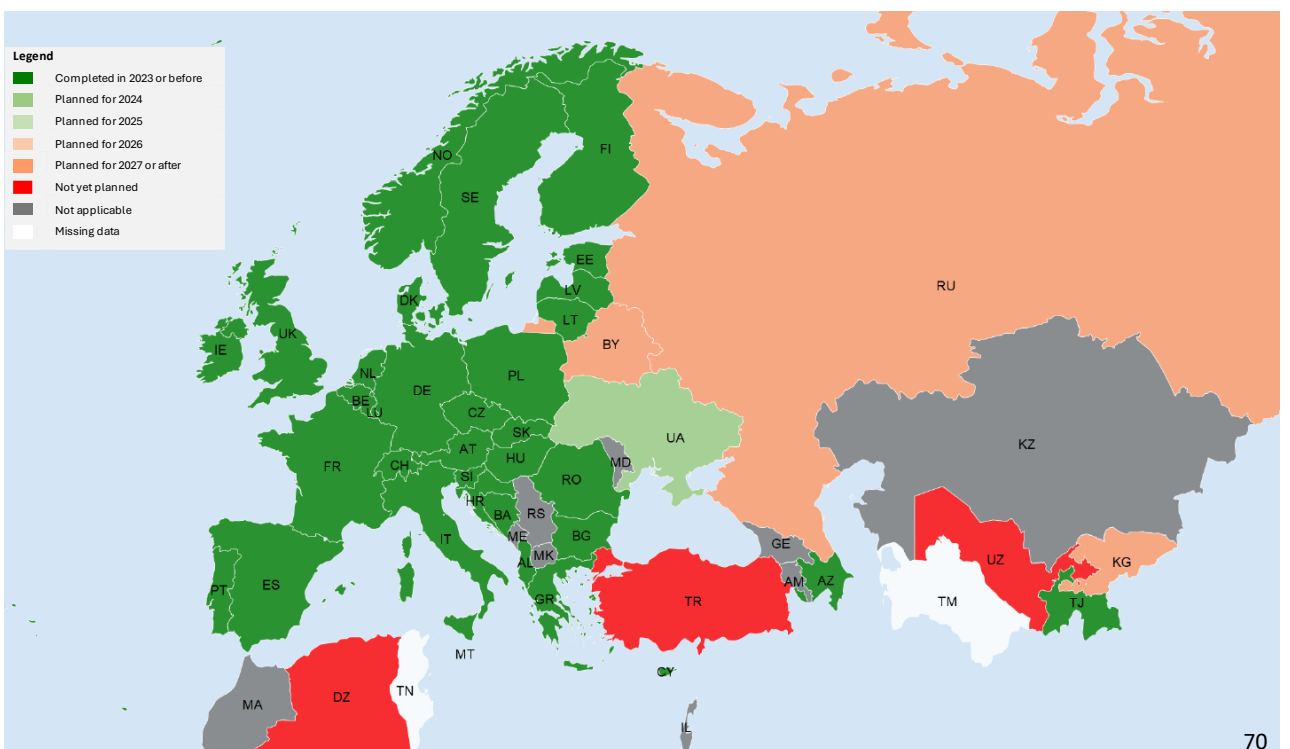 Legend
Completed in 2023 or before
Planned for 2024
Planned for 2025
Planned for 2026
Planned for 2027 or after
Not yet planned
Not applicable
Missing data
NO
FI
SE
EE
LV
DK
LT
RU
UK
IE
BY
NL
DE
PL
BE
LU
CZ
SK
UA
AT
HU
MD
KZ
FR
CH
SI
RO
HR
BA
RS
IT
ME
BG
MK
AL
GE
UZ
KG
AM
AZ
PT
ES
GR
TR
TM
TJ
MT
CY
MA
DZ
TN
IL
70